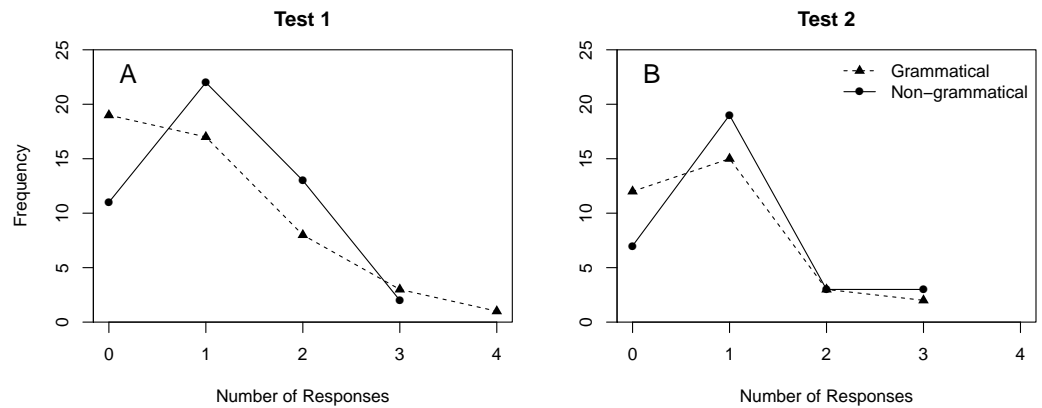 Test 1
A
25
20
15
10
5
0
Frequency
0 1 2 3 4
Number of Responses
Test 2
B
Grammatical
Non−grammatical
25
20
15
10
5
0
0 1 2 3 4
Number of Responses